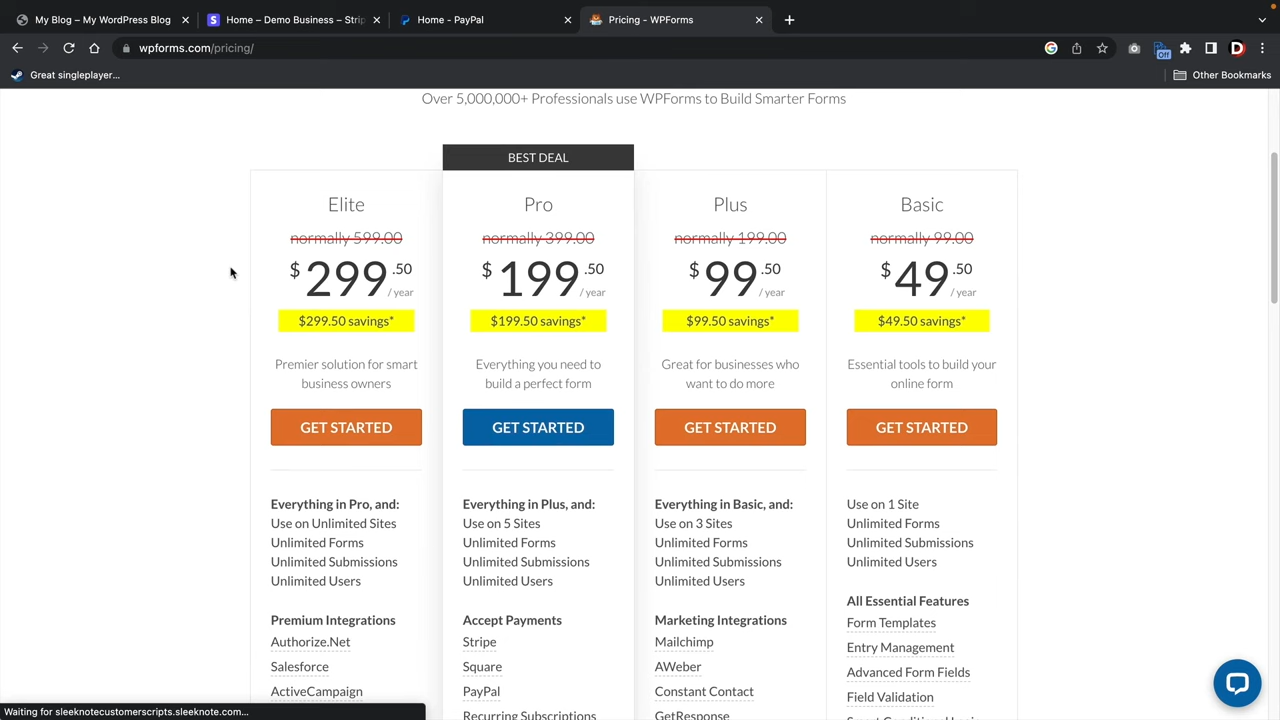 My Blog – My WordPress Blog
Home – Demo Business – Strip
Home - PayPal
Pricing - WPForms
wpforms.com/pricing/
Off
D
Great singleplayer...
Other Bookmarks
Over 5,000,000+ Professionals use WPForms to Build Smarter Forms
BEST DEAL
Elite
normally 599.00
$299.50 / year
$299.50 savings*
Premier solution for smart
business owners
GET STARTED
Everything in Pro, and:
Use on Unlimited Sites
Unlimited Forms
Unlimited Submissions
Unlimited Users
Premium Integrations
Authorize.Net
Salesforce
ActiveCampaign
Pro
normally 399.00
$199.50 / year
$199.50 savings*
Everything you need to
build a perfect form
GET STARTED
Everything in Plus, and:
Use on 5 Sites
Unlimited Forms
Unlimited Submissions
Unlimited Users
Accept Payments
Stripe
Square
PayPal
Recurring Subscriptions
Plus
normally 199.00
$99.50 / year
$99.50 savings*
Great for businesses who
want to do more
GET STARTED
Everything in Basic, and:
Use on 3 Sites
Unlimited Forms
Unlimited Submissions
Unlimited Users
Marketing Integrations
Mailchimp
AWeber
Constant Contact
GetResponse
Basic
normally 99.00
$49.50 / year
$49.50 savings*
Essential tools to build your
online form
GET STARTED
Use on 1 Site
Unlimited Forms
Unlimited Submissions
Unlimited Users
All Essential Features
Form Templates
Entry Management
Advanced Form Fields
Field Validation
Waiting for sleeknotecustomerscripts.sleeknote.com...